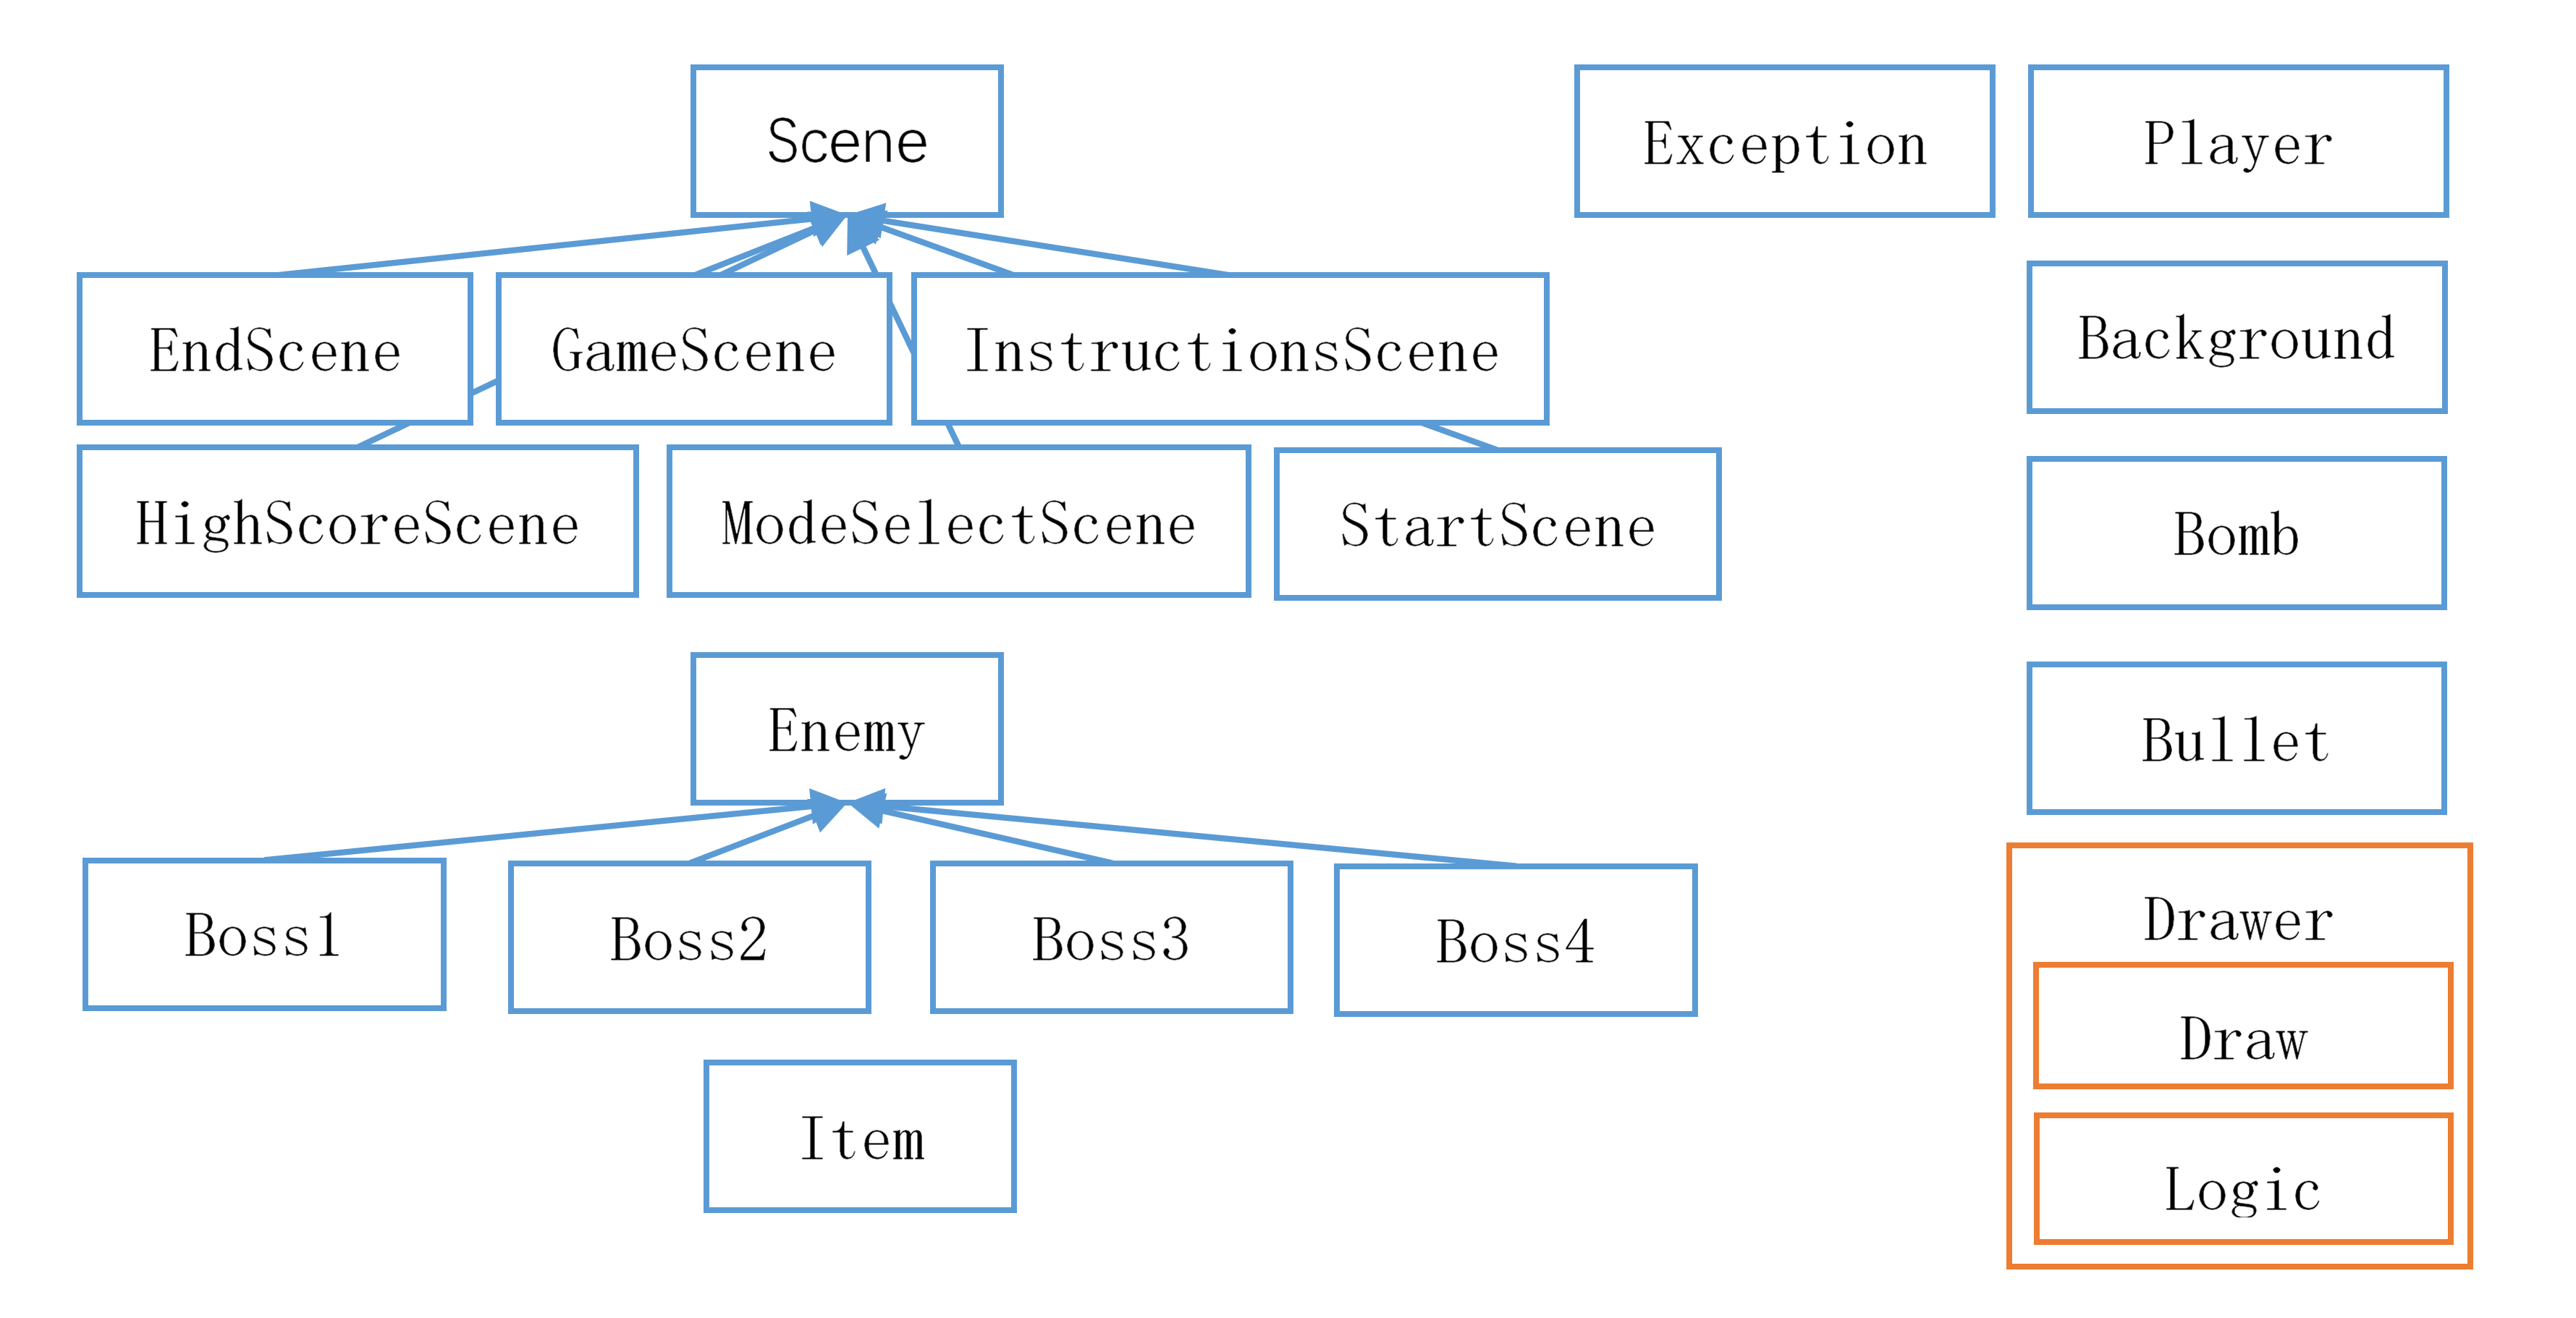 Scene
Exception
Player
EndScene
GameScene
InstructionsScene
Background
HighScoreScene
ModeSelectScene
StartScene
Bomb
Enemy
Bullet
Boss1
Boss2
Boss3
Boss4
Drawer
Draw
Item
Logic